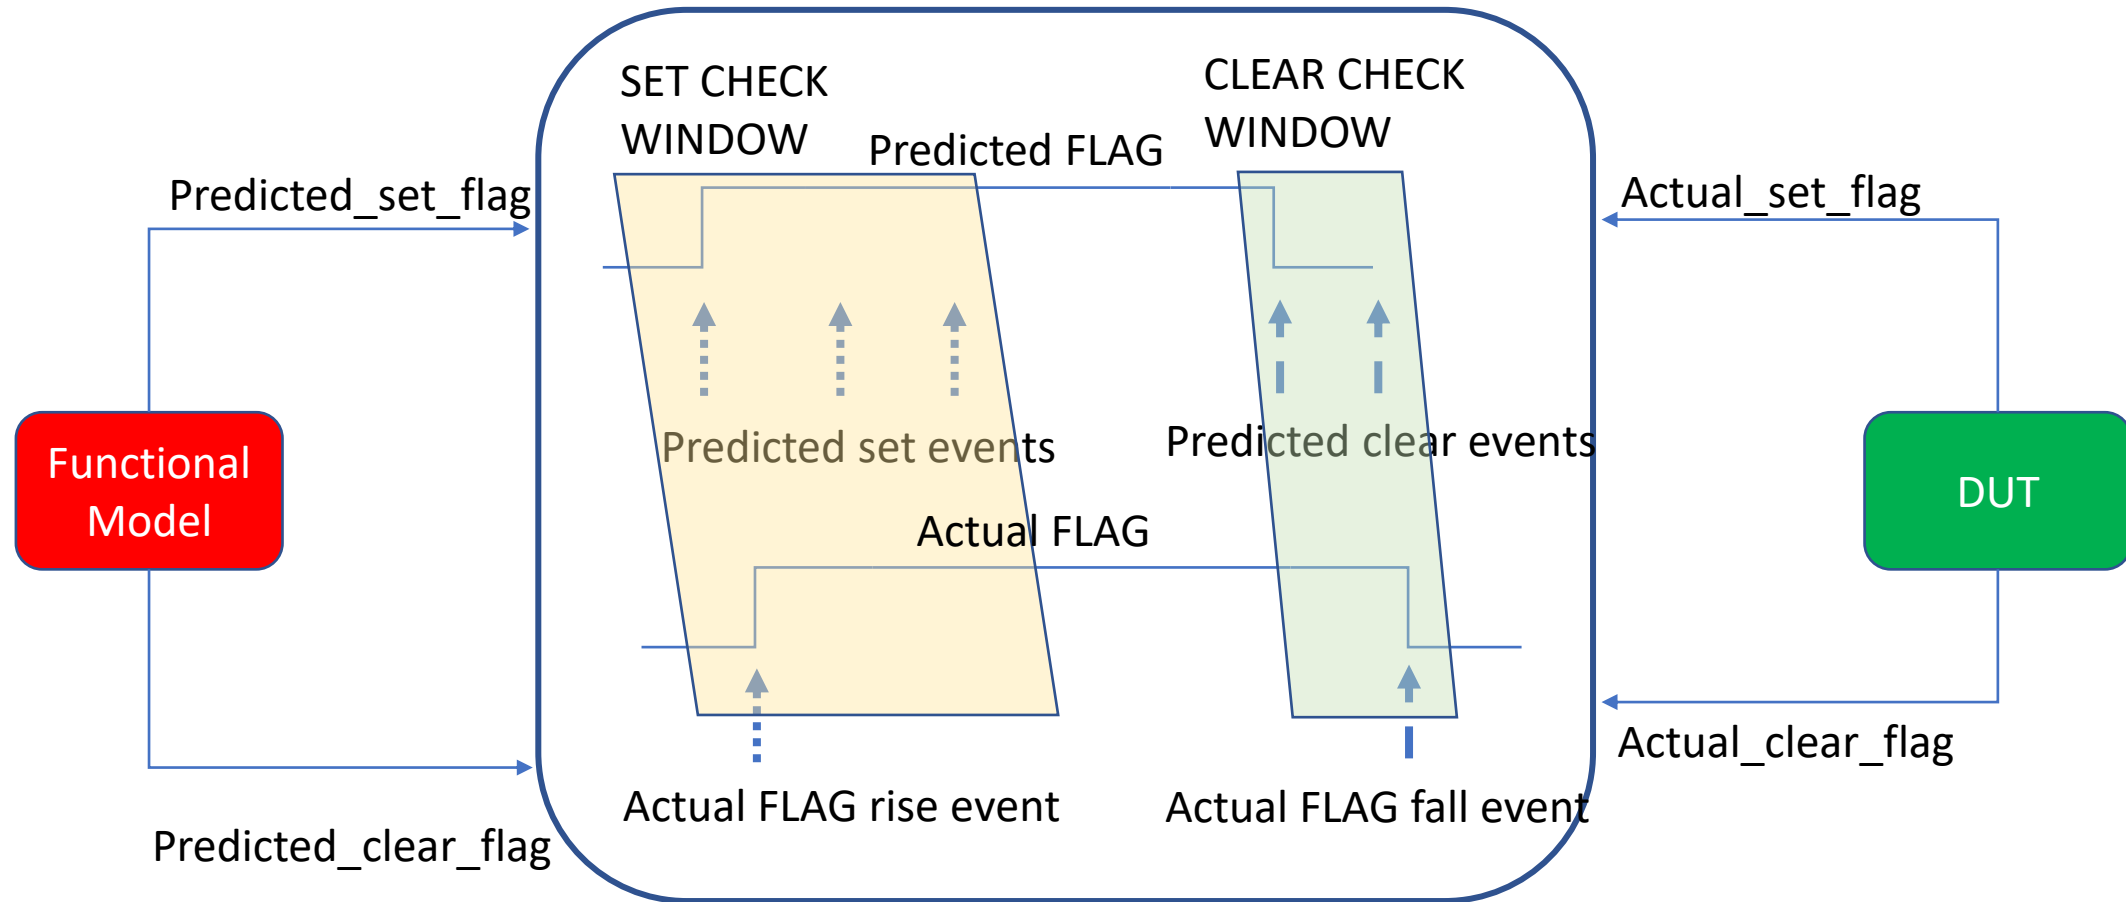 SET CHECK
WINDOW
CLEAR CHECK
WINDOW
Predicted FLAG
Predicted_set_flag
Actual_set_flag
Predicted set events
Predicted clear events
Functional
Model
DUT
Actual FLAG
Actual_clear_flag
Actual FLAG rise event
Actual FLAG fall event
Predicted_clear_flag